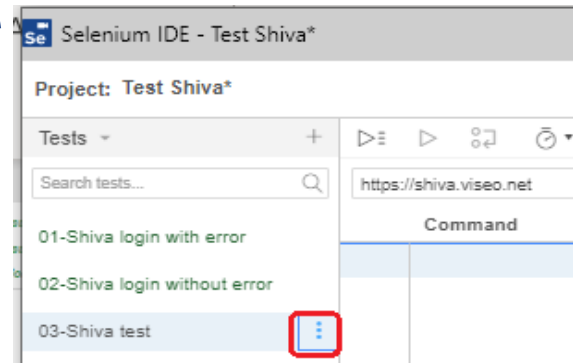 Se Selenium IDE - Test Shiva*
Project: Test Shiva*
Tests
Search tests...
https://shiva.viseo.net
Command
01-Shiva login with error
02-Shiva login without error
03-Shiva test